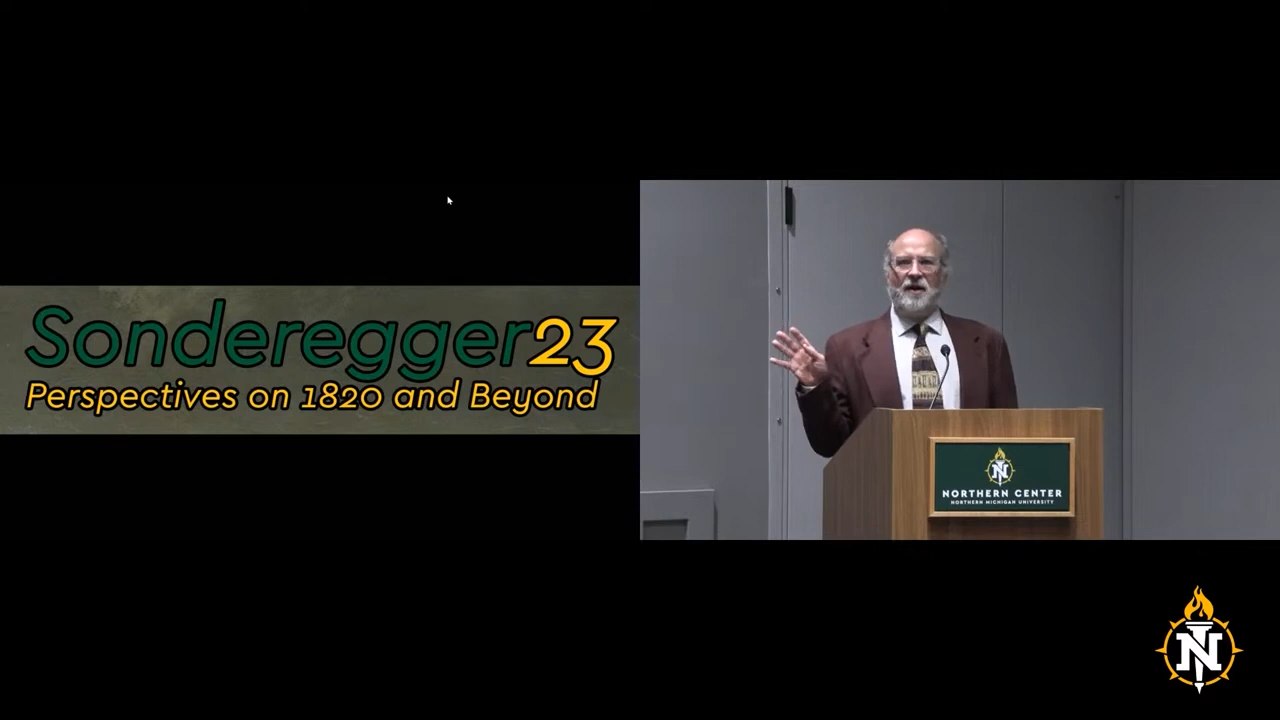 Sonderegger23
Perspectives on 1820 and Beyond
N
NORTHERN CENTER
NORTHERN MICHIGAN UNIVERSITY
N